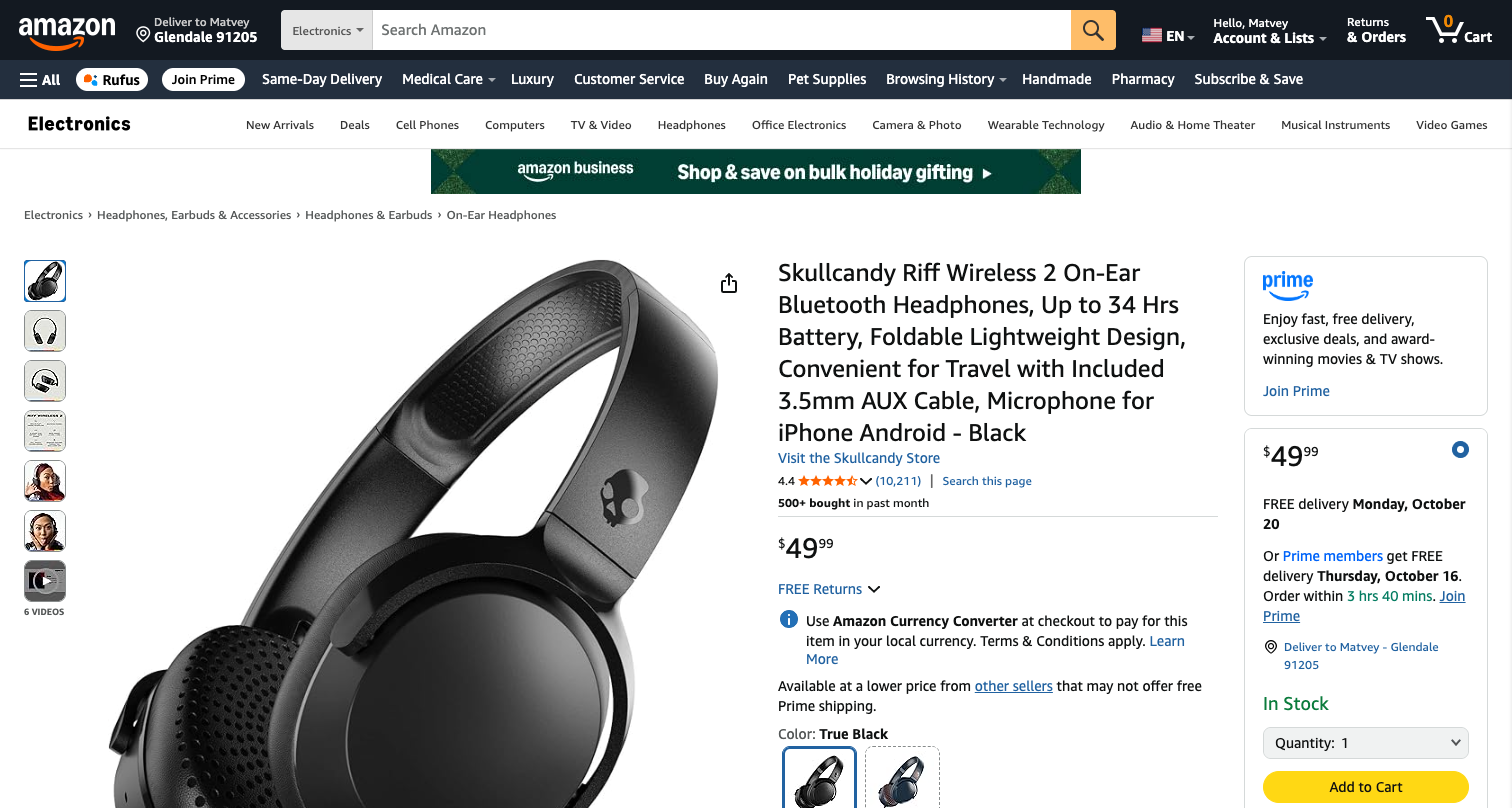 amazon
Deliver to Matvey
Glendale 91205
Electronics
Search Amazon
EN
Hello, Matvey
Account & Lists
Returns
& Orders
0
Cart
All
Rufus
Join Prime
Same-Day Delivery
Medical Care
Luxury
Customer Service
Buy Again
Pet Supplies
Browsing History
Handmade
Pharmacy
Subscribe & Save
Electronics
New Arrivals
Deals
Cell Phones
Computers
TV & Video
Headphones
Office Electronics
Camera & Photo
Wearable Technology
Audio & Home Theater
Musical Instruments
Video Games
amazon business
Shop & save on bulk holiday gifting ▸
Electronics › Headphones, Earbuds & Accessories › Headphones & Earbuds › On-Ear Headphones
6 VIDEOS
Skullcandy Riff Wireless 2 On-Ear
Bluetooth Headphones, Up to 34 Hrs
Battery, Foldable Lightweight Design,
Convenient for Travel with Included
3.5mm AUX Cable, Microphone for
iPhone Android - Black
Visit the Skullcandy Store
4.4 (10,211) | Search this page
500+ bought in past month
$49.99
FREE Returns
Use Amazon Currency Converter at checkout to pay for this
item in your local currency. Terms & Conditions apply. Learn
More
Available at a lower price from other sellers that may not offer free
Prime shipping.
Color: True Black
prime
Enjoy fast, free delivery,
exclusive deals, and award-
winning movies & TV shows.
Join Prime
$49.99
FREE delivery Monday, October
20
Or Prime members get FREE
delivery Thursday, October 16.
Order within 3 hrs 40 mins. Join
Prime
Deliver to Matvey - Glendale
91205
In Stock
Quantity: 1
Add to Cart